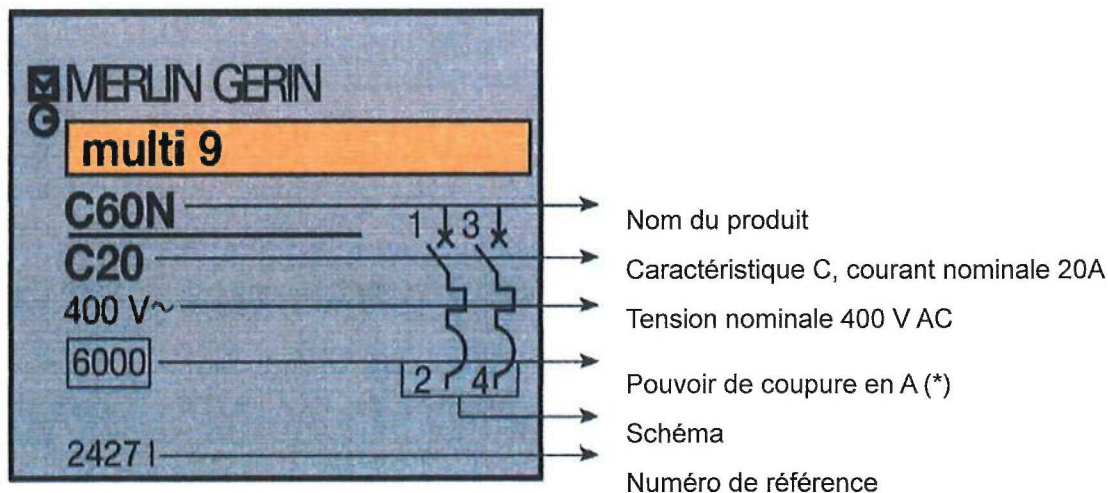 MERLIN GERIN
multi 9
C60N
1 3
Nom du produit
C20
Caractéristique C, courant nominale 20A
400 V~
Tension nominale 400 V AC
6000
Pouvoir de coupure en A (*)
2 4
Schéma
24271
Numéro de référence